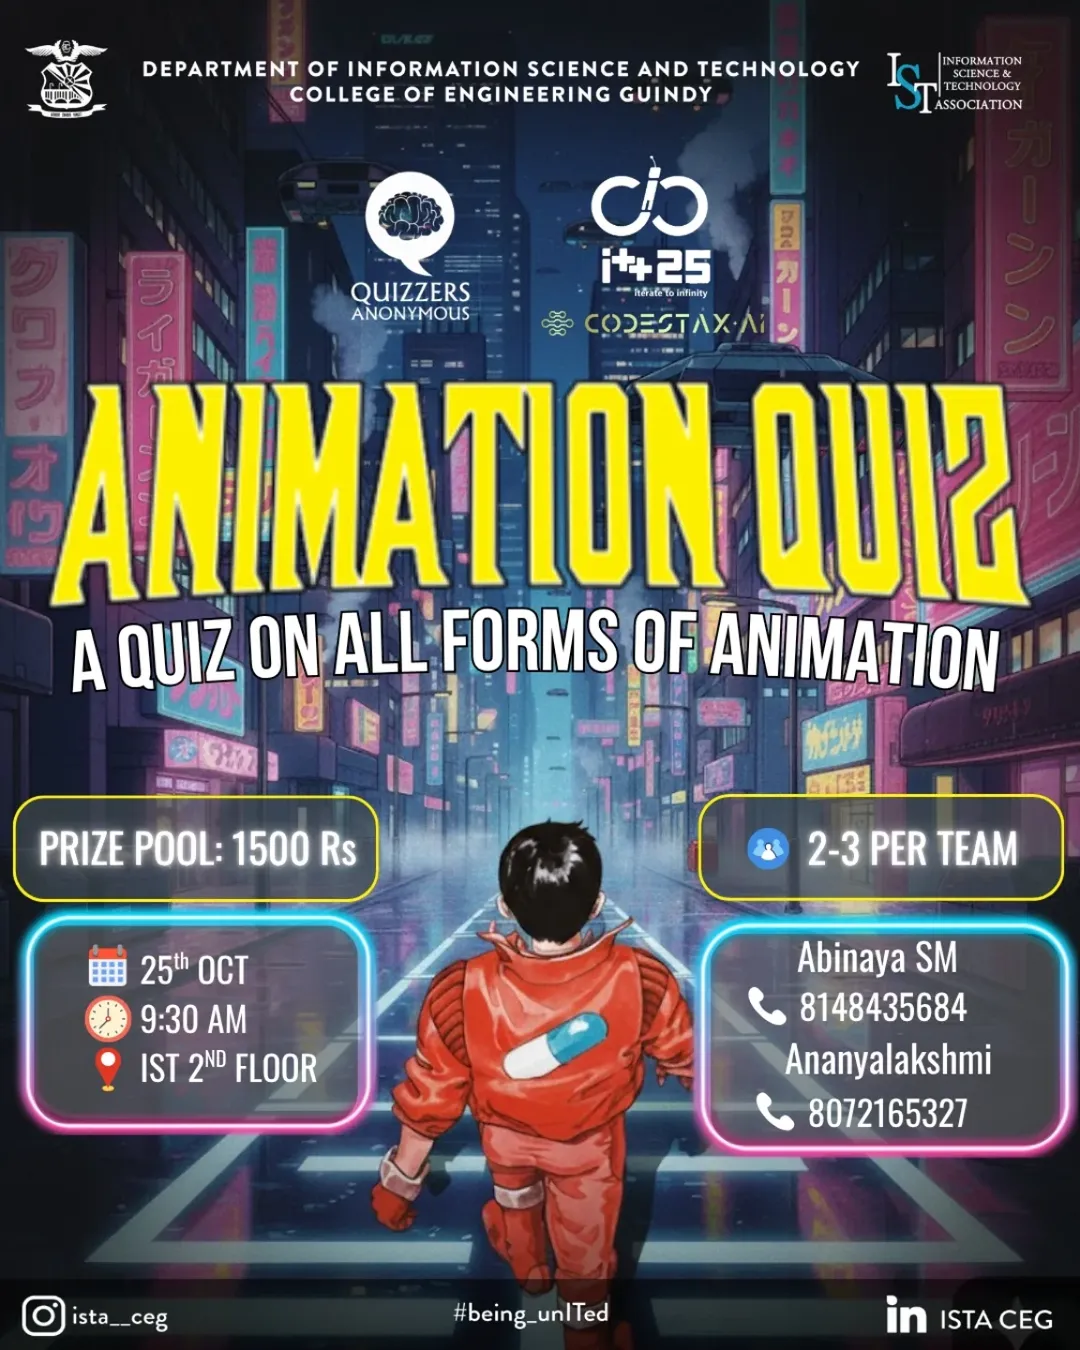 DEPARTMENT OF INFORMATION SCIENCE AND TECHNOLOGY
COLLEGE OF ENGINEERING GUINDY
IST
INFORMATION
SCIENCE &
TECHNOLOGY
ASSOCIATION
QUIZZERS
ANONYMOUS
i++25
iterate to infinity
CODESTAX·AI
ANIMATION QUIZ
A QUIZ ON ALL FORMS OF ANIMATION
PRIZE POOL: 1500 Rs
2-3 PER TEAM
25th OCT
9:30 AM
IST 2ND FLOOR
Abinaya SM
8148435684
Ananyalakshmi
8072165327
ista__ceg
#being_unITed
in ISTA CEG